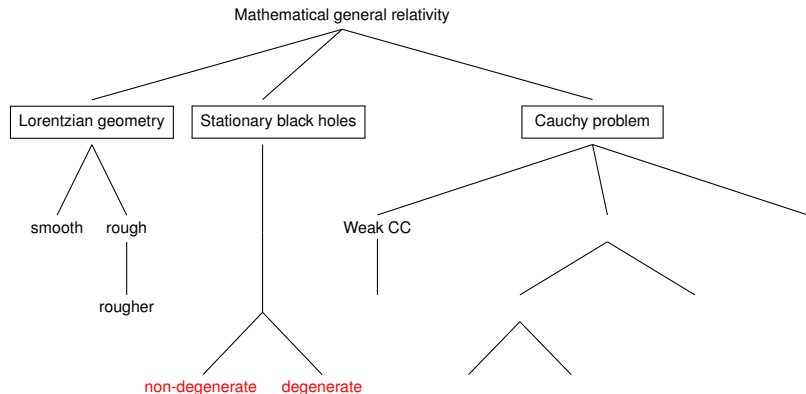 Mathematical general relativity
Lorentzian geometry
Stationary black holes
Cauchy problem
smooth
rough
Weak CC
rougher
non-degenerate
degenerate